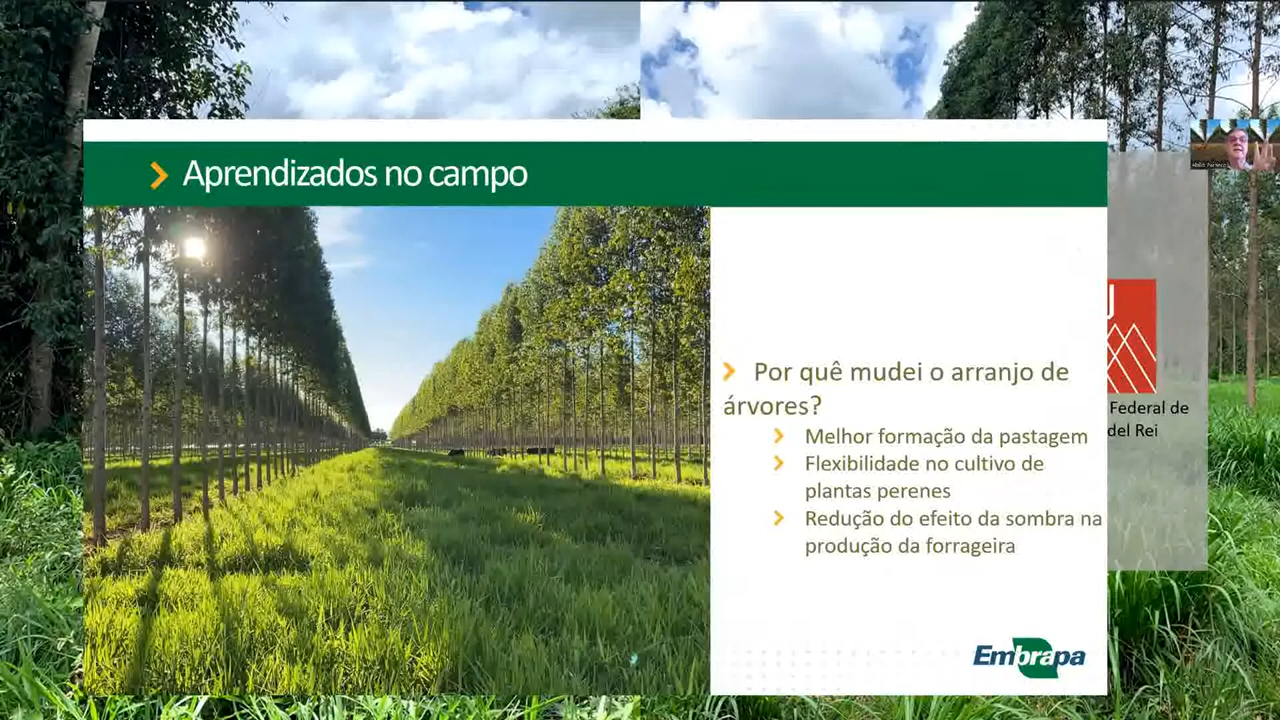 Aprendizados no campo
Por quê mudei o arranjo de
árvores?
Melhor formação da pastagem
Flexibilidade no cultivo de
plantas perenes
Redução do efeito da sombra na
produção da forrageira
Embrapa
J
Federal de
del Rei